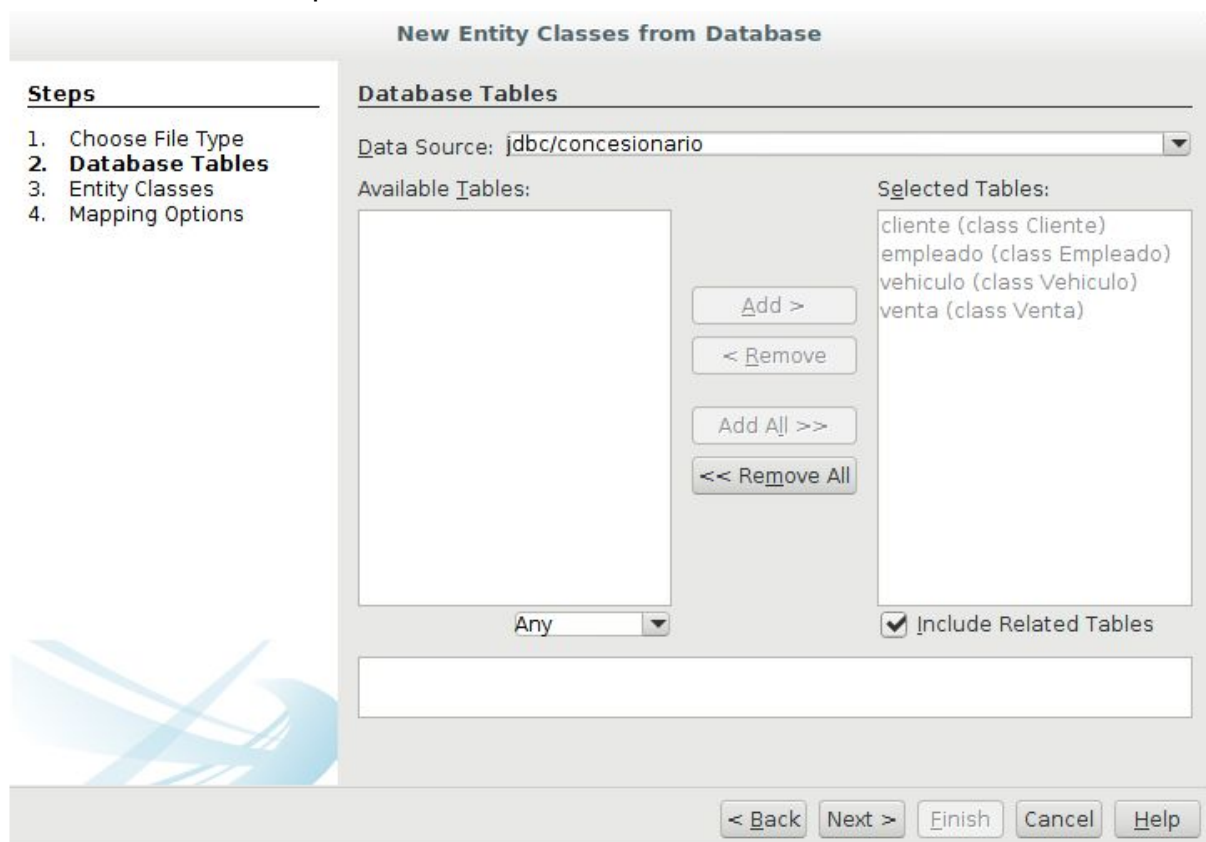 New Entity Classes from Database
Steps
1. Choose File Type
2. Database Tables
3. Entity Classes
4. Mapping Options
Database Tables
Data Source: jdbc/concesionario
Available Tables:
Selected Tables:
cliente (class Cliente)
empleado (class Empleado)
vehiculo (class Vehiculo)
venta (class Venta)
Add >
< Remove
Add All >>
<< Remove All
Any
Include Related Tables
< Back Next > Finish Cancel Help